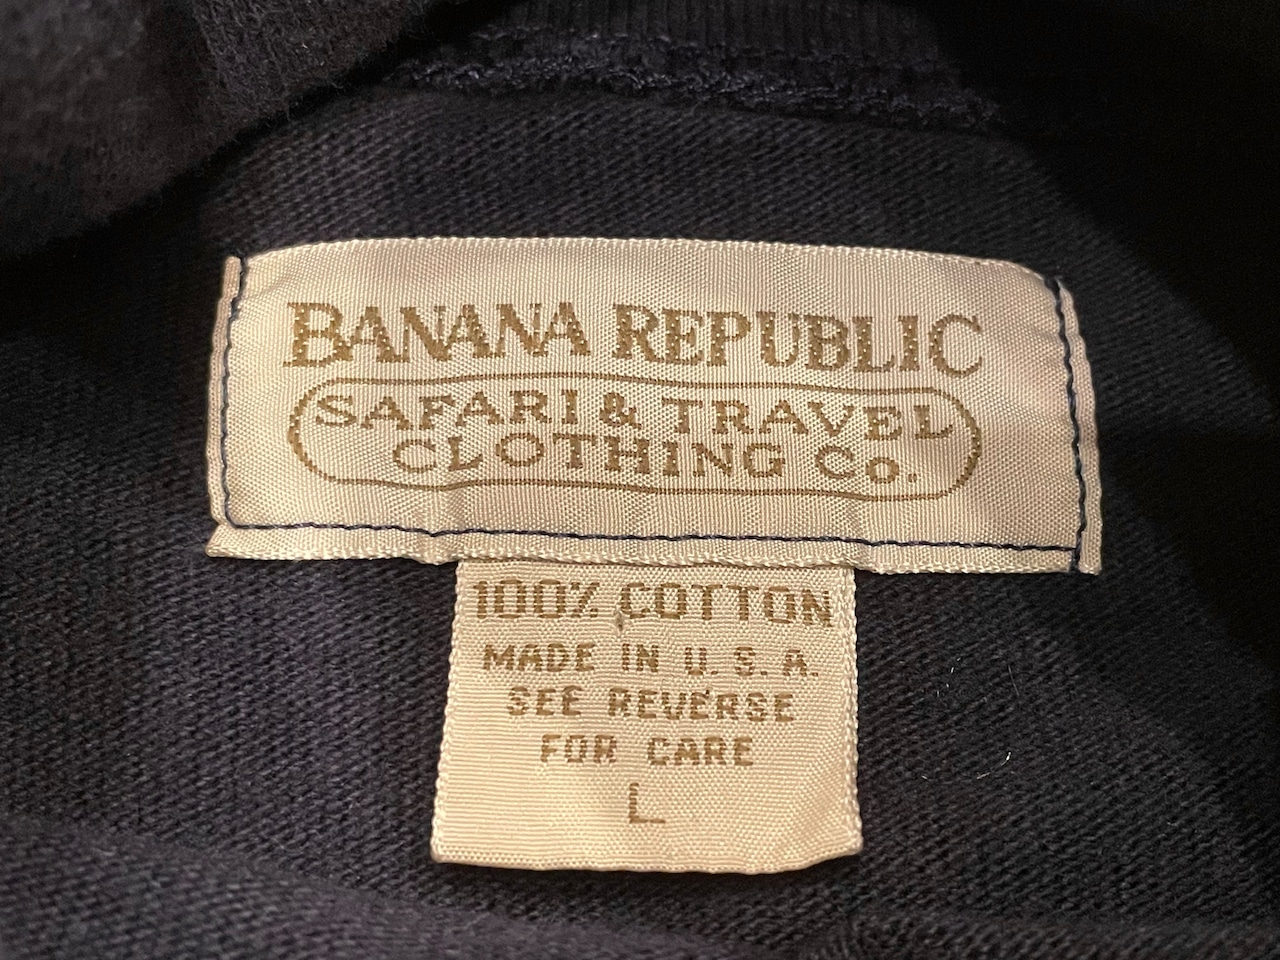 BANANA REPUBLIC
SAFARI & TRAVEL
CLOTHING CO.
100% COTTON
MADE IN U.S.A.
SEE REVERSE
FOR CARE
L